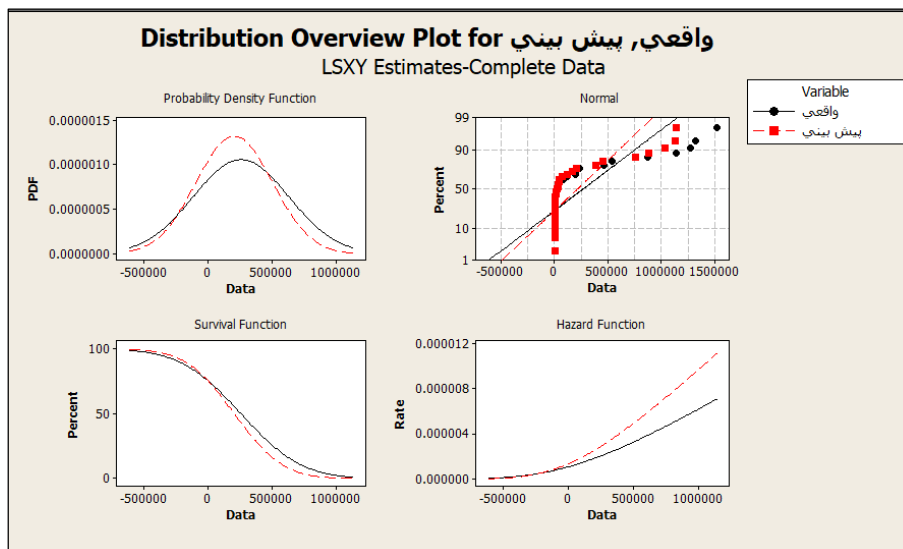 Distribution Overview Plot for واقعي, پيش بيني
LSXY Estimates-Complete Data
Probability Density Function
0.0000015
0.0000010
0.0000005
0.0000000
PDF
-500000 0 500000 1000000
Data
Normal
99
90
50
10
1
Percent
-500000 0 500000 1000000 1500000
Data
Variable
واقعي
پيش بيني
Survival Function
100
50
0
Percent
-500000 0 500000 1000000
Data
Hazard Function
0.000012
0.000008
0.000004
0.000000
Rate
-500000 0 500000 1000000
Data